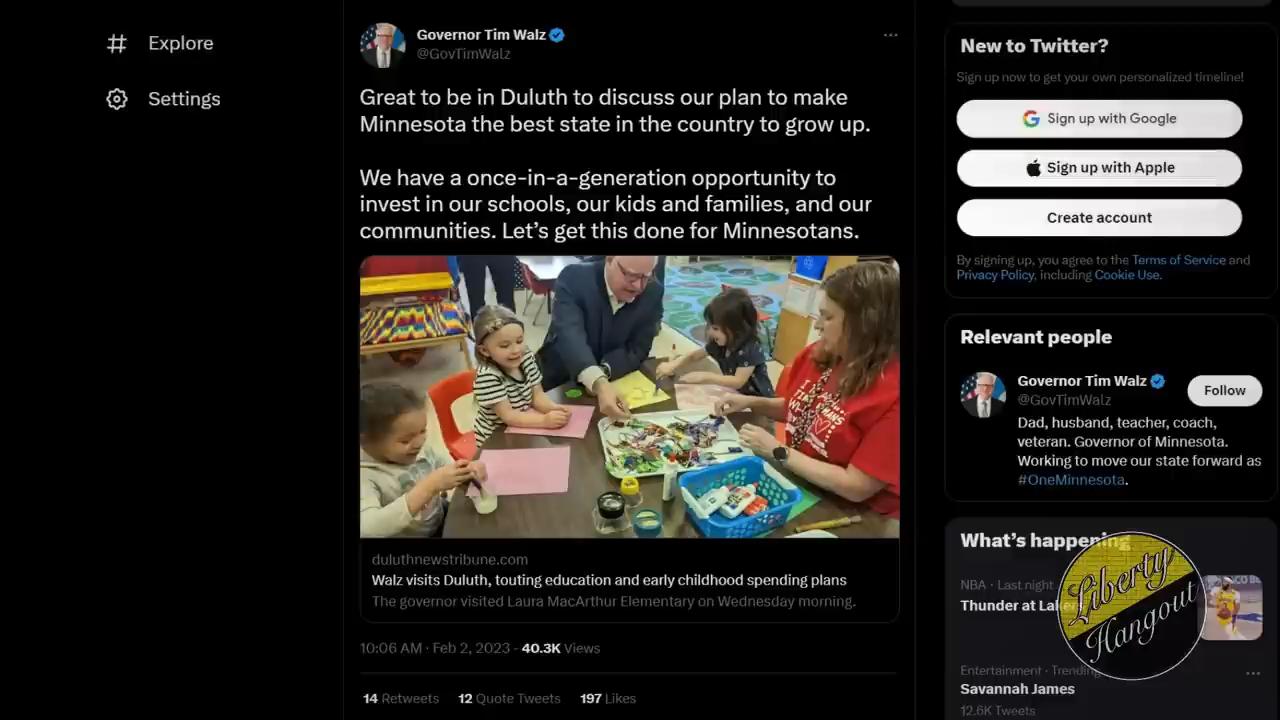 Explore
Settings
Governor Tim Walz
@GovTimWalz
Great to be in Duluth to discuss our plan to make
Minnesota the best state in the country to grow up.
We have a once-in-a-generation opportunity to
invest in our schools, our kids and families, and our
communities. Let's get this done for Minnesotans.
duluthnewstribune.com
Walz visits Duluth, touting education and early childhood spending plans
The governor visited Laura MacArthur Elementary on Wednesday morning.
10:06 AM · Feb 2, 2023 · 40.3K Views
14 Retweets 12 Quote Tweets 197 Likes
New to Twitter?
Sign up now to get your own personalized timeline!
Sign up with Google
Sign up with Apple
Create account
By signing up, you agree to the Terms of Service and
Privacy Policy, including Cookie Use.
Relevant people
Governor Tim Walz
@GovTimWalz
Follow
Dad, husband, teacher, coach,
veteran. Governor of Minnesota.
Working to move our state forward as
#OneMinnesota.
What's happening
NBA · Last night
Thunder at
Liberty
Hangout
Entertainment · Trending
Savannah James
12.6K Tweets